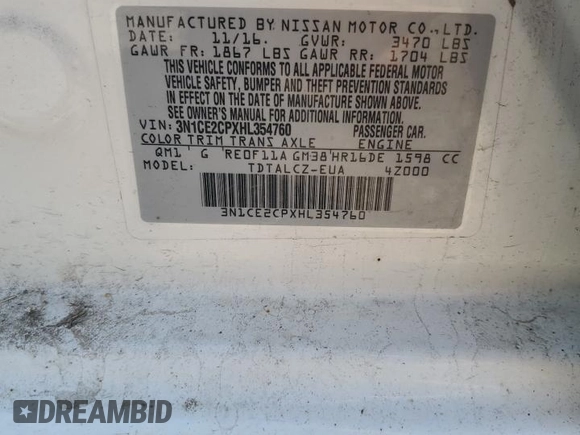 MANUFACTURED BY NISSAN MOTOR CO., LTD.
DATE: 11/16. GVWR: 3470 LBS
GAWR FR: 1867 LBS GAWR RR: 1704 LBS
THIS VEHICLE CONFORMS TO ALL APPLICABLE FEDERAL MOTOR
VEHICLE SAFETY, BUMPER AND THEFT PREVENTION STANDARDS
IN EFFECT ON THE DATE OF MANUFACTURE SHOWN ABOVE.
SEE OWNER'S MANUAL FOR ADDITIONAL INFORMATION.
VIN: 3N1CE2CPXHL354760 PASSENGER CAR.
COLOR TRIM TRANS AXLE ENGINE
QM1 G RE0F11A GM38 HR16DE 1598 CC
MODEL: TDTALCZ-EUA 4Z000
3N1CE2CPXHL354760
DREAMBID